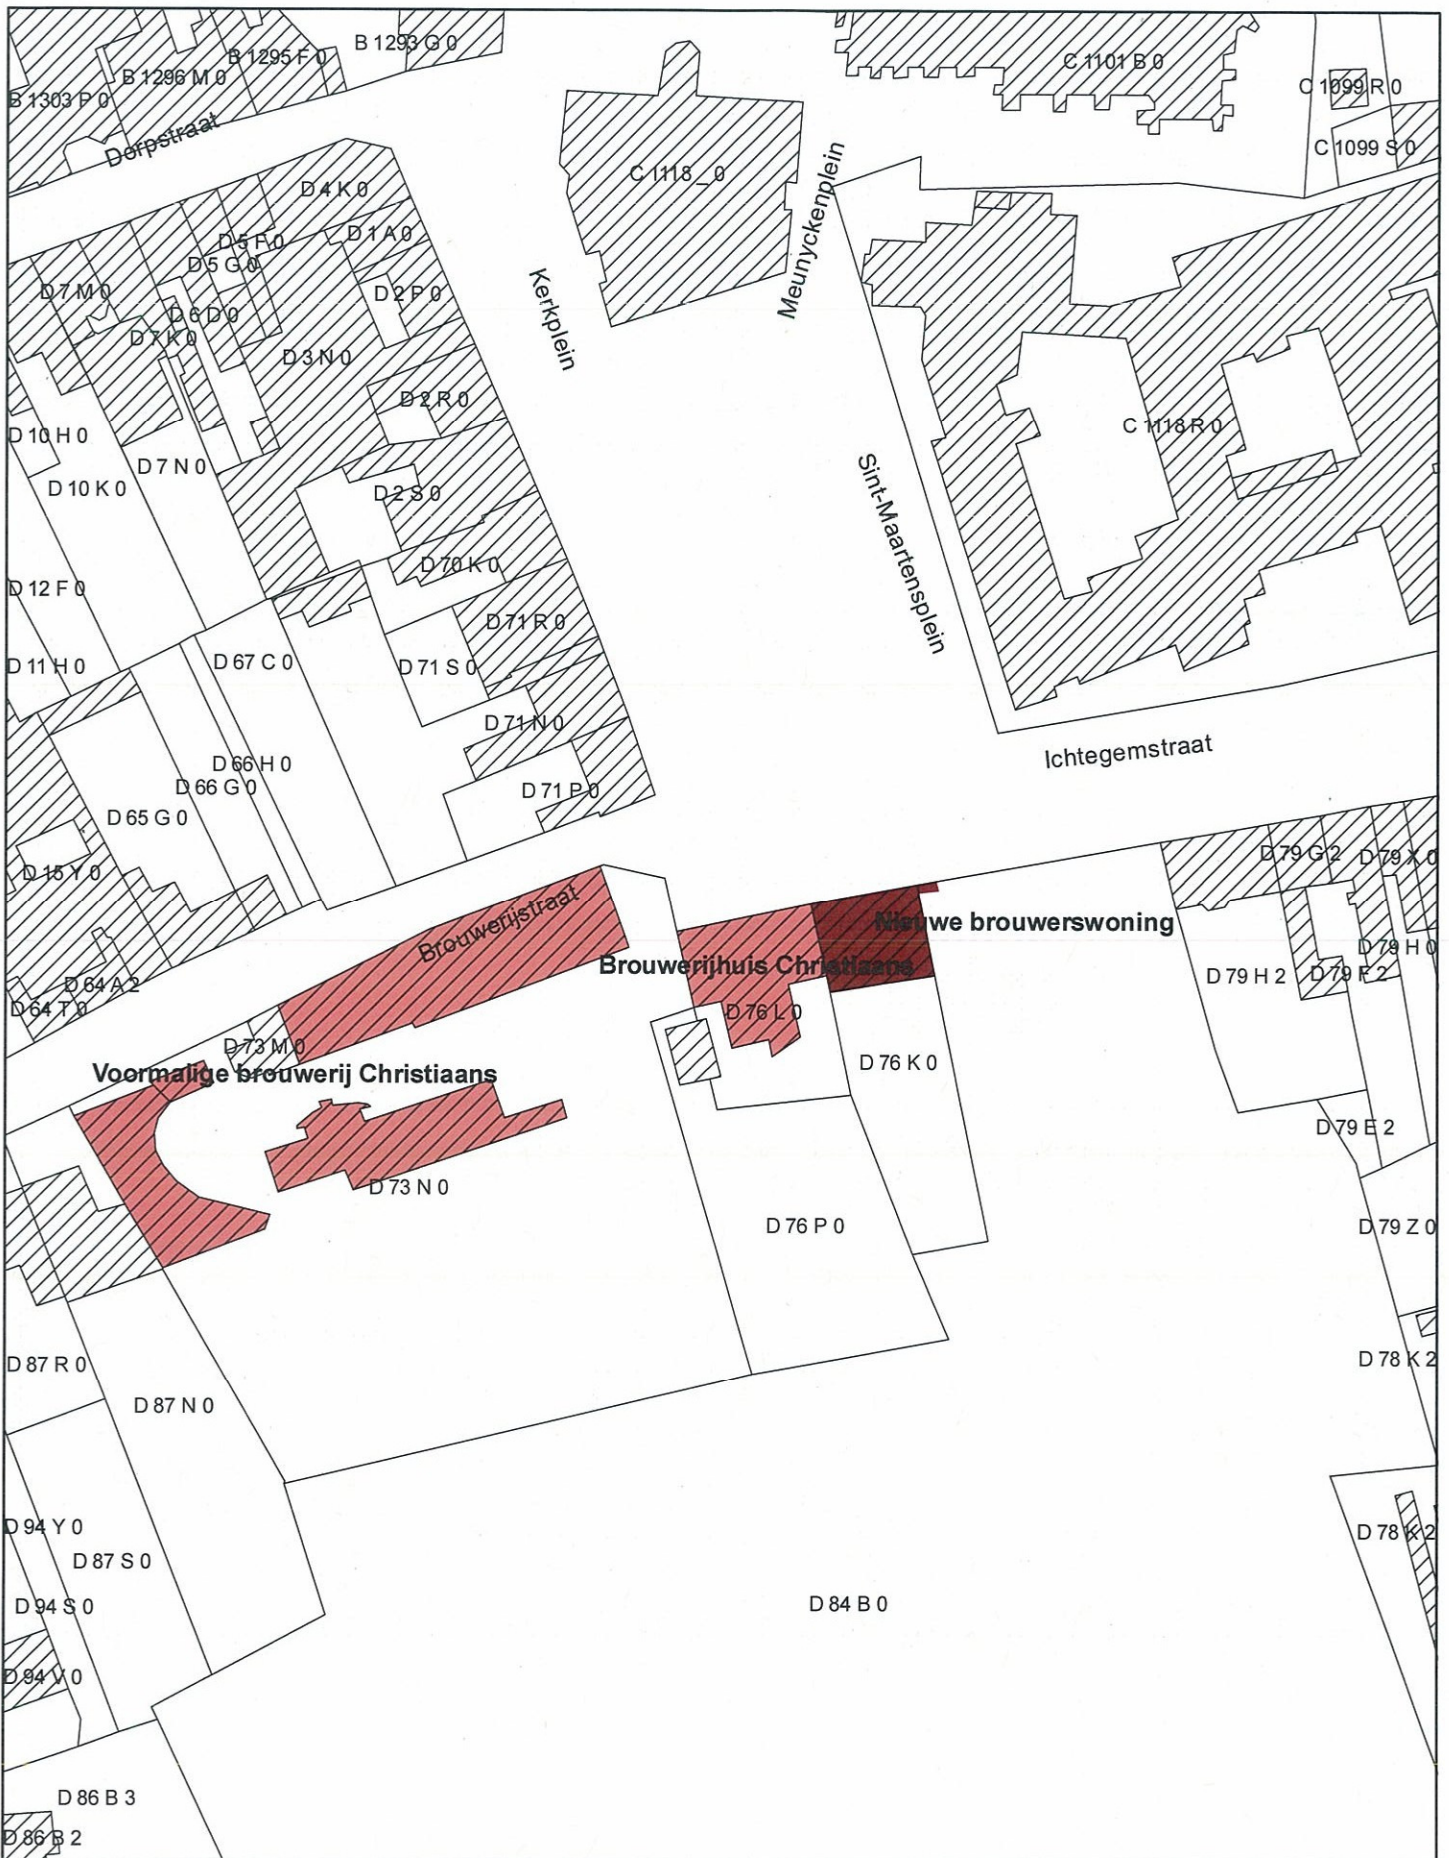 B 1293 G 0
B 1295 F 0
B 1296 M 0
B 1303 P 0
Dorpstraat
C 1101 B 0
C 1099 R 0
C 1099 S 0
C 1118 _ 0
Meunyckenplein
D 4 K 0
D 1 A 0
D 5 F 0
D 5 G 0
D 2 P 0
D 7 M 0
D 6 D 0
D 7 K 0
D 3 N 0
Kerkplein
D 2 R 0
C 1118 R 0
D 10 H 0
D 7 N 0
D 10 K 0
D 2 S 0
Sint-Maartensplein
D 70 K 0
D 12 F 0
D 71 R 0
D 11 H 0
D 67 C 0
D 71 S 0
D 71 N 0
Ichtegemstraat
D 66 H 0
D 66 G 0
D 71 P 0
D 65 G 0
D 15 Y 0
D 79 G 2
D 79 X 0
Brouwerijstraat
Nieuwe brouwerswoning
D 79 H 0
Brouwerijhuis Christiaans
D 79 H 2
D 79 F 2
D 64 A 2
D 64 T 0
D 76 L 0
D 73 M 0
D 76 K 0
Voormalige brouwerij Christiaans
D 79 E 2
D 73 N 0
D 76 P 0
D 79 Z 0
D 87 R 0
D 78 K 2
D 87 N 0
D 94 Y 0
D 78 K 2
D 87 S 0
D 94 S 0
D 84 B 0
D 94 V 0
D 86 B 3
D 86 B 2